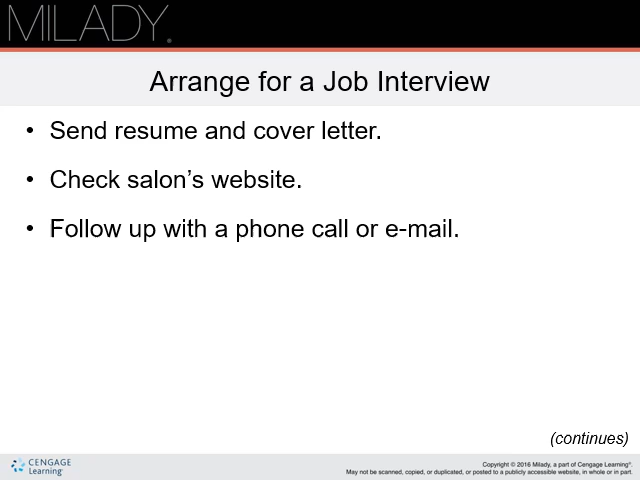 MILADY®
Arrange for a Job Interview
• Send resume and cover letter.
• Check salon’s website.
• Follow up with a phone call or e-mail.
(continues)
CENGAGE
Learning
Copyright © 2016 Milady, a part of Cengage Learning®.
May not be scanned, copied, or duplicated, or posted to a publicly accessible website, in whole or in part.